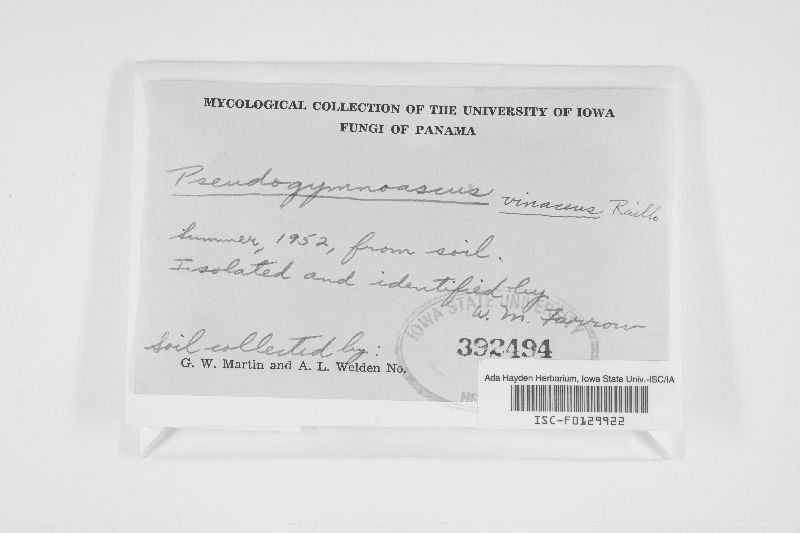 MYCOLOGICAL COLLECTION OF THE UNIVERSITY OF IOWA
FUNGI OF PANAMA
Pseudogymnoascus vinaceus Raillo
Summer, 1952, from soil.
Isolated and identified by
W. M. Farrow
IOWA STATE UNIVERSITY
392494
HE
Soil collected by:
G. W. Martin and A. L. Welden No.
Ada Hayden Herbarium, Iowa State Univ.-ISC/IA
ISC-F0129922